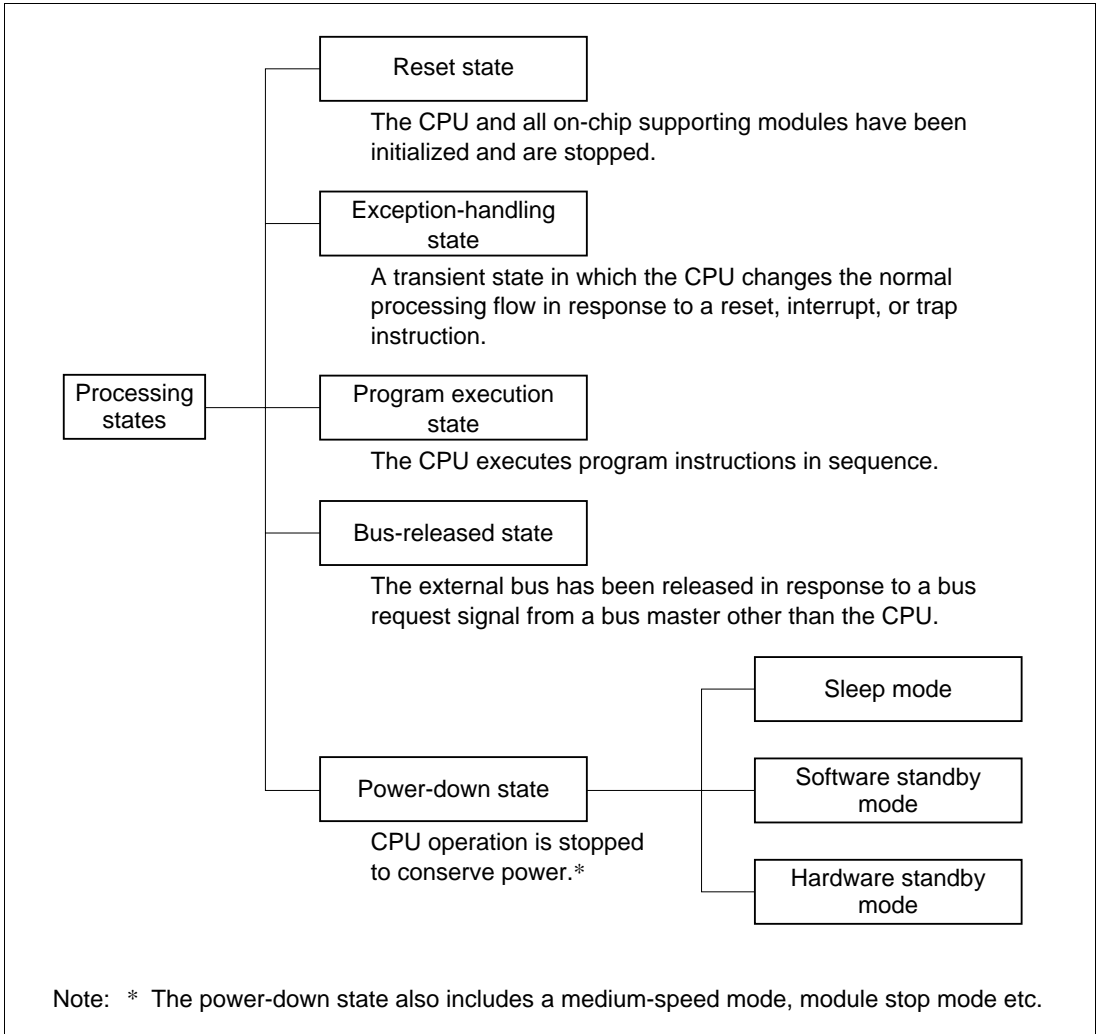 Reset state
The CPU and all on-chip supporting modules have been
initialized and are stopped.
Exception-handling
state
A transient state in which the CPU changes the normal
processing flow in response to a reset, interrupt, or trap
instruction.
Processing
states
Program execution
state
The CPU executes program instructions in sequence.
Bus-released state
The external bus has been released in response to a bus
request signal from a bus master other than the CPU.
Power-down state
CPU operation is stopped
to conserve power.*
Sleep mode
Software standby
mode
Hardware standby
mode
Note: * The power-down state also includes a medium-speed mode, module stop mode etc.